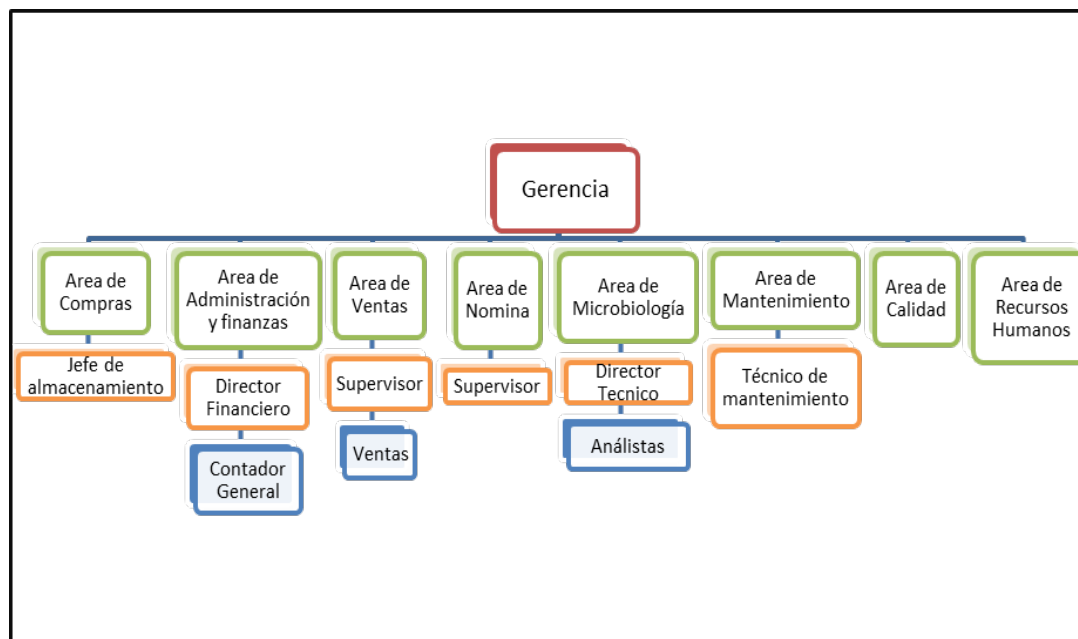 Gerencia
Area de
Compras
Area de
Administración
y finanzas
Area de
Ventas
Area de
Nomina
Area de
Microbiología
Area de
Mantenimiento
Area de
Calidad
Area de
Recursos
Humanos
Jefe de
almacenamiento
Director
Financiero
Supervisor
Supervisor
Director
Tecnico
Técnico de
mantenimiento
Contador
General
Ventas
Análistas